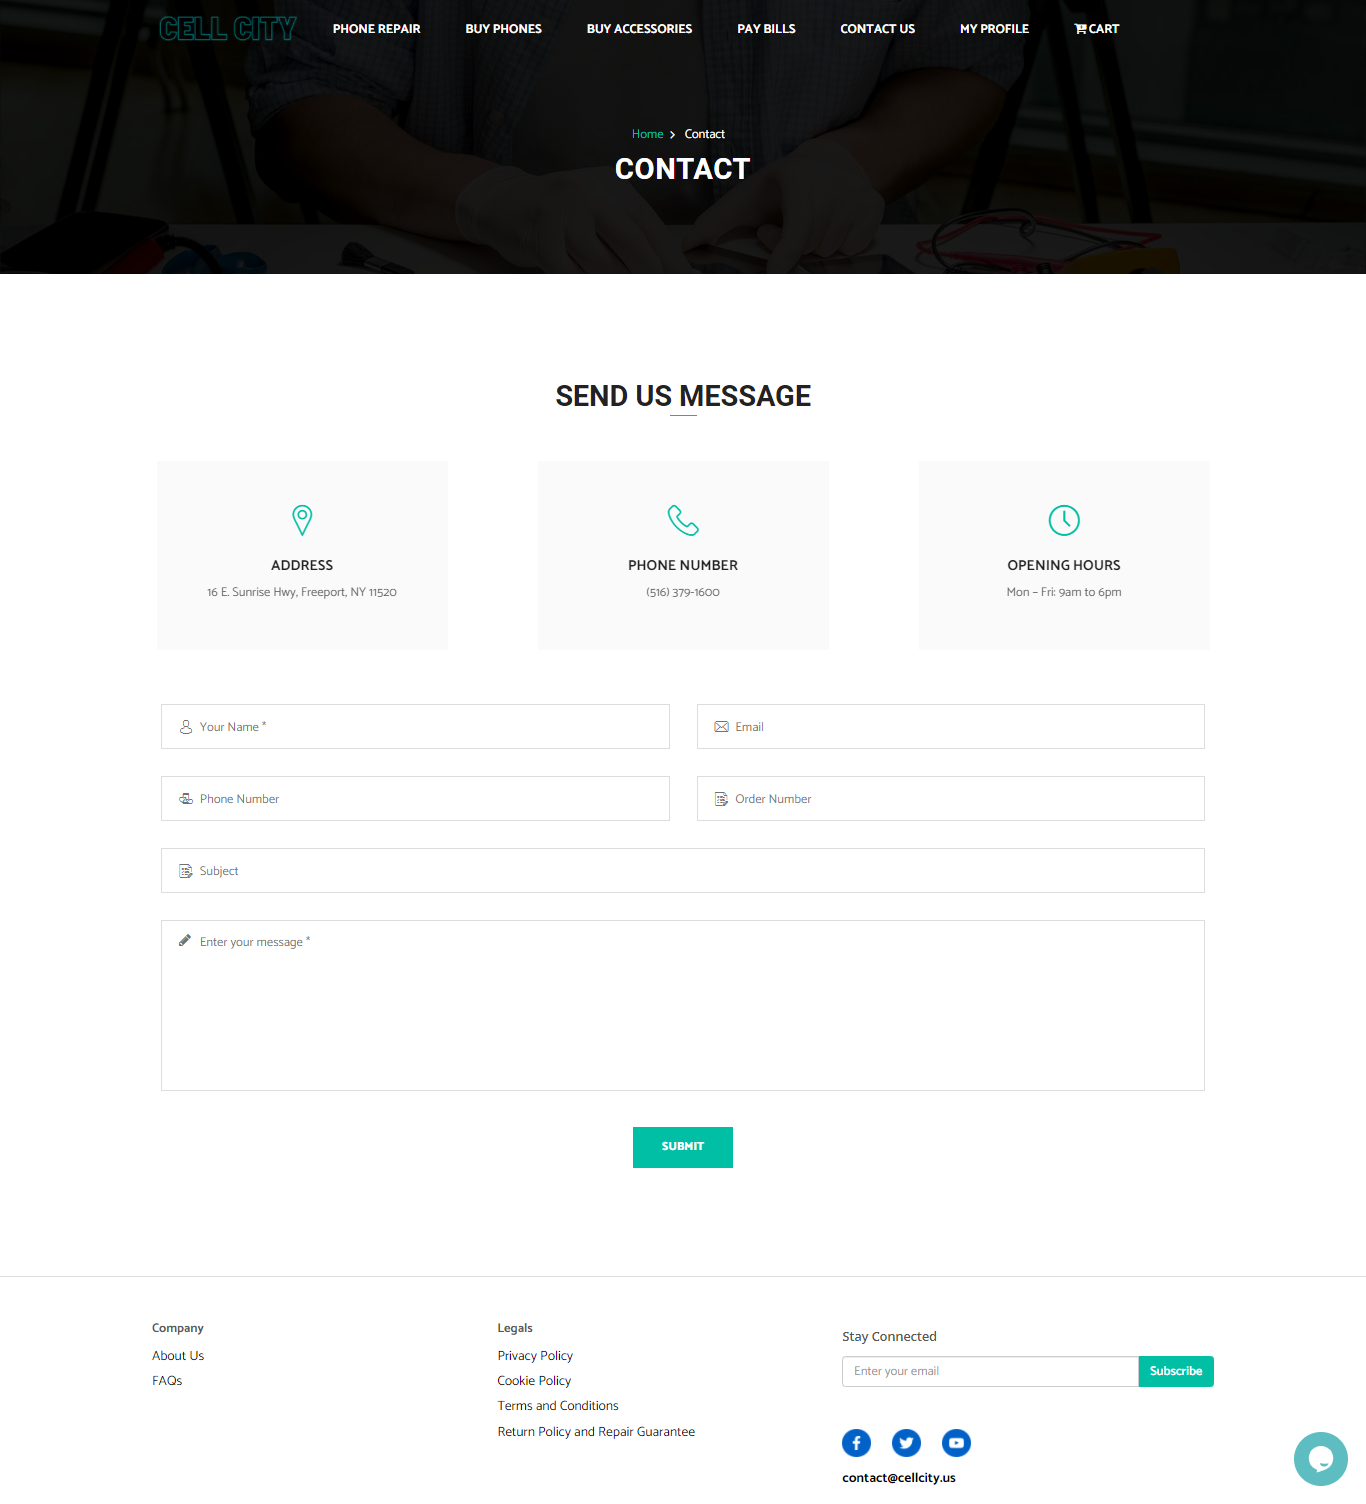 CELL CITY
PHONE REPAIR
BUY PHONES
BUY ACCESSORIES
PAY BILLS
CONTACT US
MY PROFILE
CART
Home > Contact
CONTACT
SEND US MESSAGE
ADDRESS
16 E. Sunrise Hwy, Freeport, NY 11520
PHONE NUMBER
(516) 379-1600
OPENING HOURS
Mon – Fri: 9am to 6pm
Your Name *
Email
Phone Number
Order Number
Subject
Enter your message *
SUBMIT
Company
About Us
FAQs
Legals
Privacy Policy
Cookie Policy
Terms and Conditions
Return Policy and Repair Guarantee
Stay Connected
Enter your email
Subscribe
contact@cellcity.us